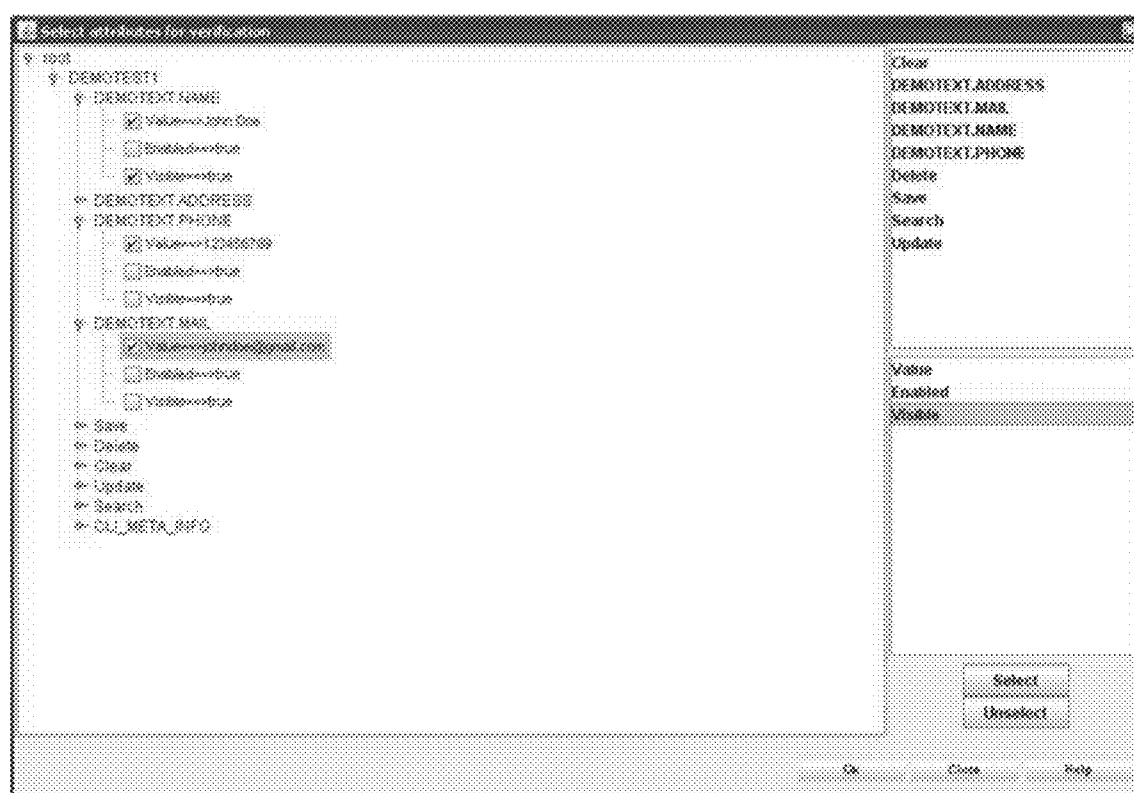 Select attributes for verification
root
DEMOTEST1
DEMOTEXT.NAME
Value==>John Doe
Enabled==>true
Visible==>true
DEMOTEXT.ADDRESS
DEMOTEXT.PHONE
Value==>123456789
Enabled==>true
Visible==>true
DEMOTEXT.MAIL
Enabled==>true
Visible==>true
Save
Delete
Clear
Update
Search
CLI_META_INFO
Clear
DEMOTEXT.ADDRESS
DEMOTEXT.MAIL
DEMOTEXT.NAME
DEMOTEXT.PHONE
Delete
Save
Search
Update
Value
Enabled
Visible
Select
Unselect
Ok
Close
Help